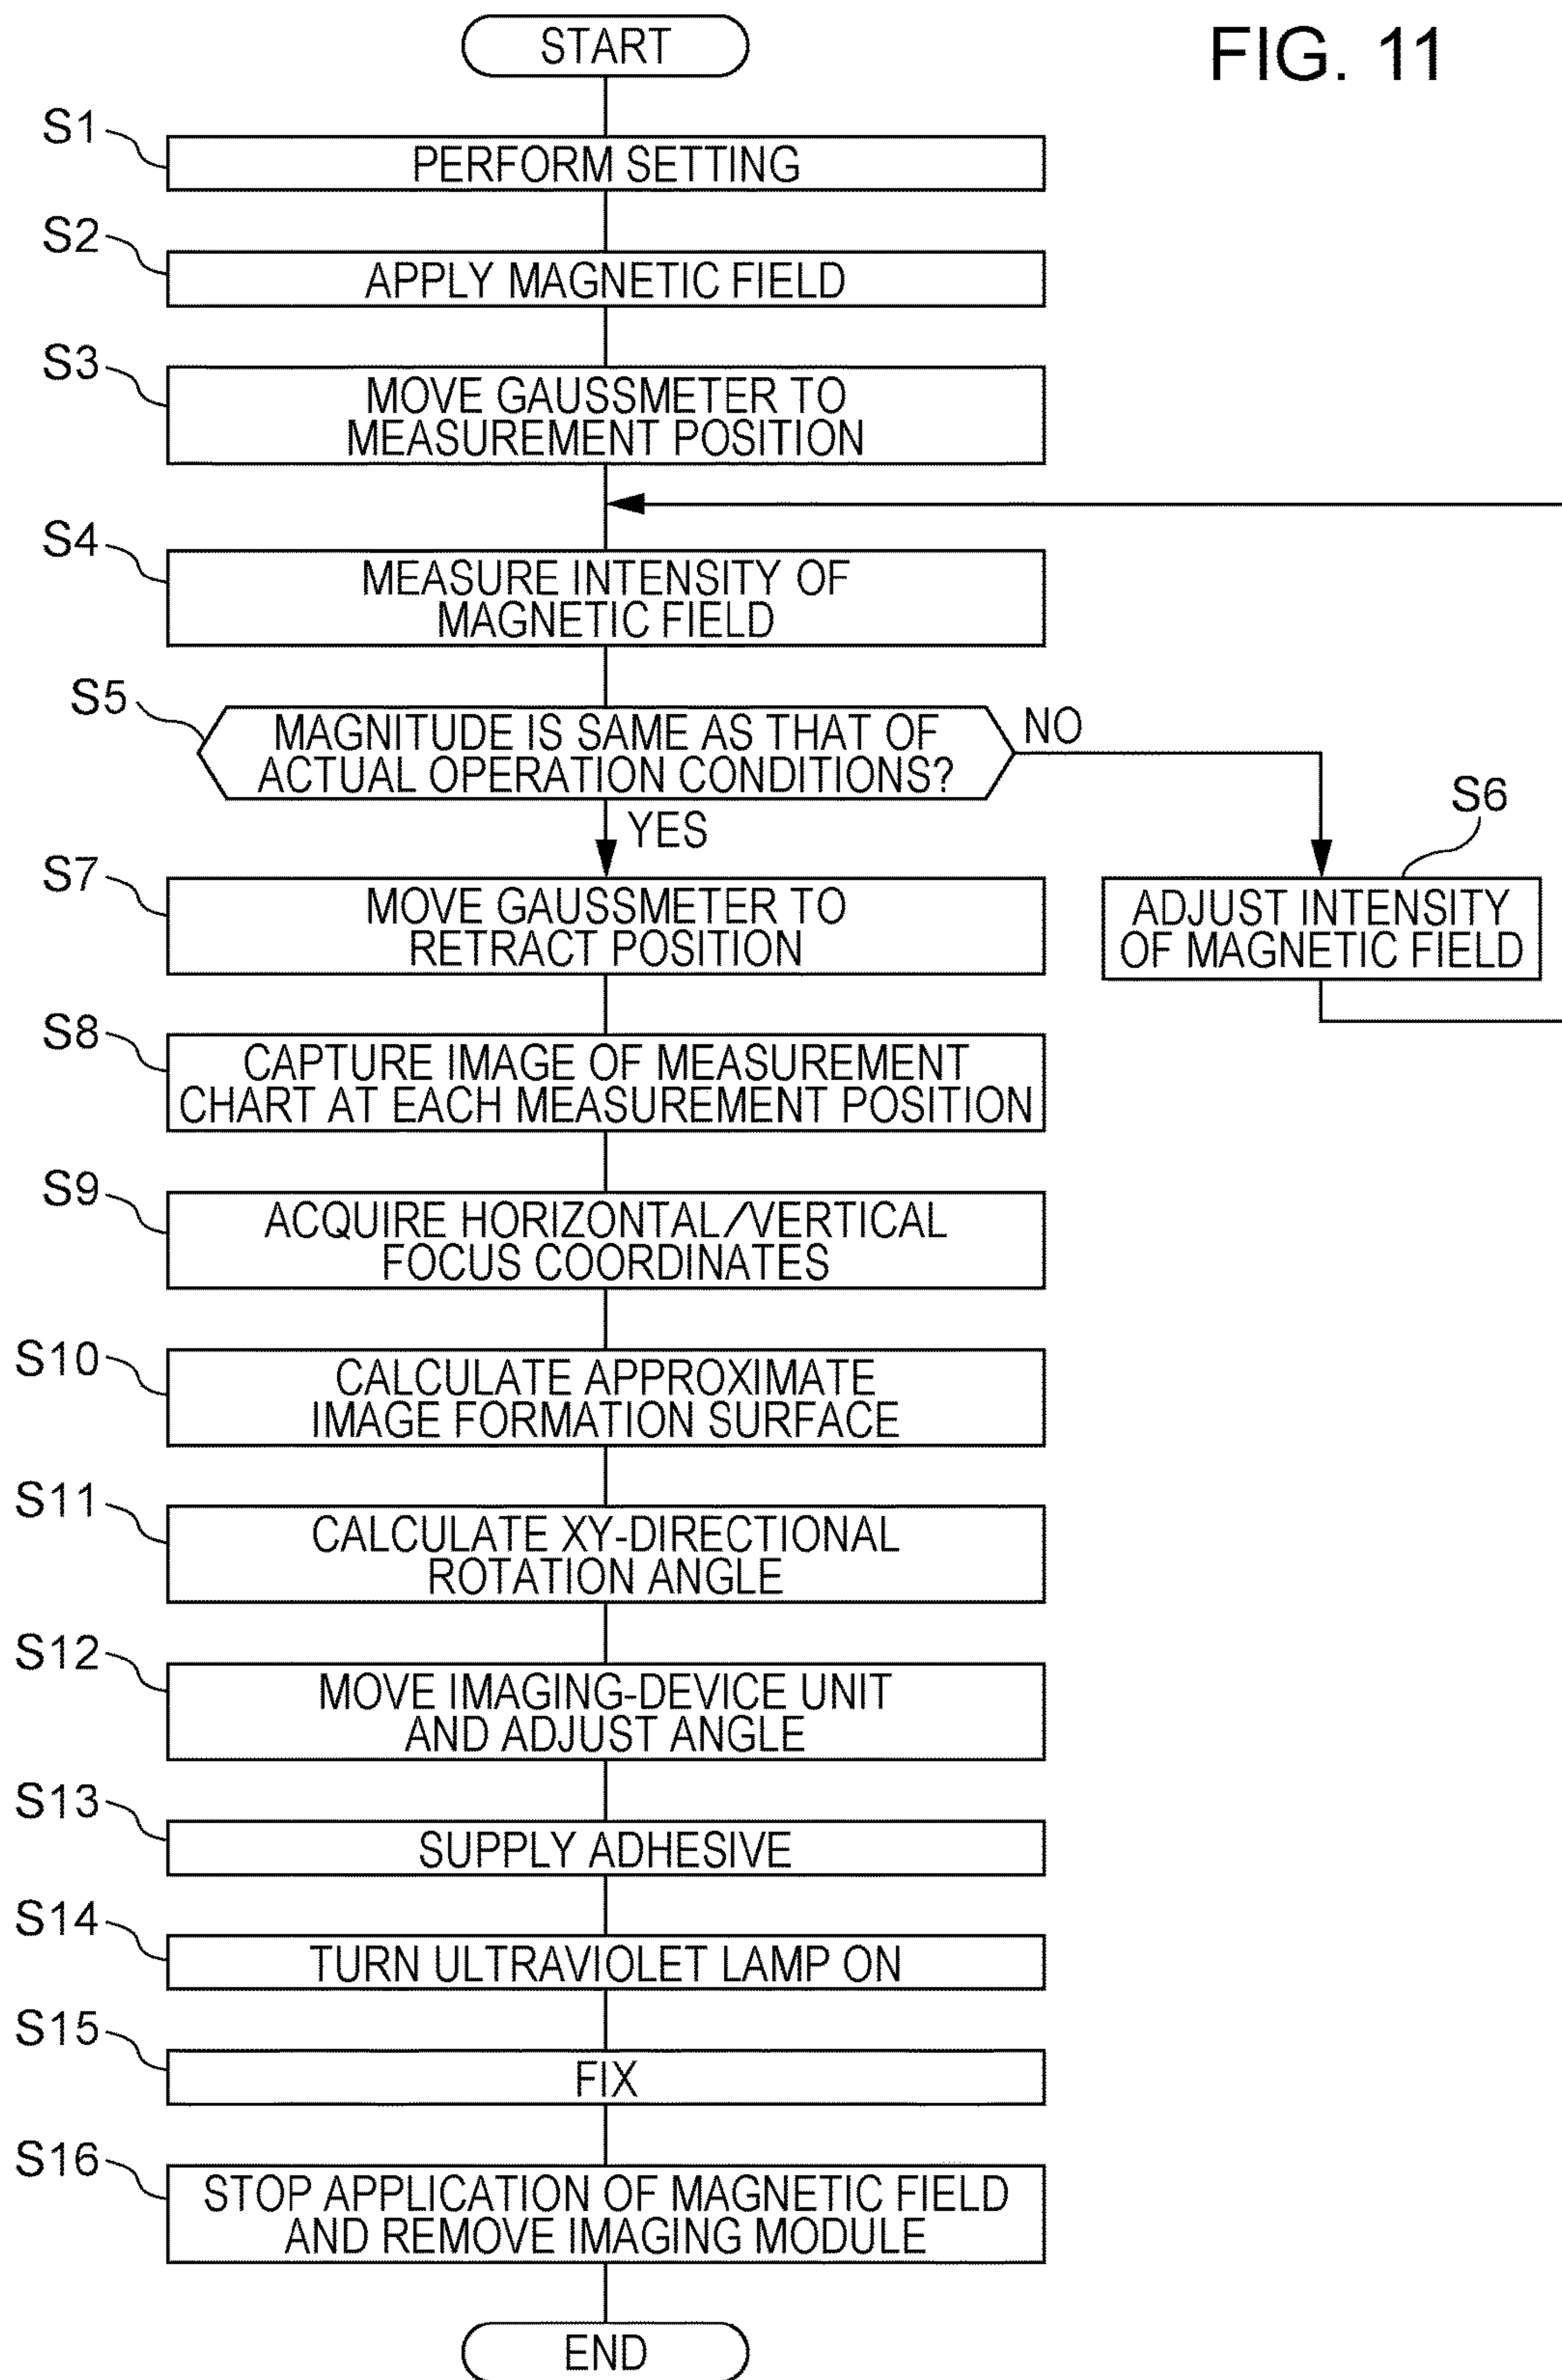 FIG. 11
START
S1
PERFORM SETTING
S2
APPLY MAGNETIC FIELD
S3
MOVE GAUSSMETER TO
MEASUREMENT POSITION
S4
MEASURE INTENSITY OF
MAGNETIC FIELD
S5
MAGNITUDE IS SAME AS THAT OF
ACTUAL OPERATION CONDITIONS?
NO
YES
S6
ADJUST INTENSITY
OF MAGNETIC FIELD
S7
MOVE GAUSSMETER TO
RETRACT POSITION
S8
CAPTURE IMAGE OF MEASUREMENT
CHART AT EACH MEASUREMENT POSITION
S9
ACQUIRE HORIZONTAL/VERTICAL
FOCUS COORDINATES
S10
CALCULATE APPROXIMATE
IMAGE FORMATION SURFACE
S11
CALCULATE XY-DIRECTIONAL
ROTATION ANGLE
S12
MOVE IMAGING-DEVICE UNIT
AND ADJUST ANGLE
S13
SUPPLY ADHESIVE
S14
TURN ULTRAVIOLET LAMP ON
S15
FIX
S16
STOP APPLICATION OF MAGNETIC FIELD
AND REMOVE IMAGING MODULE
END